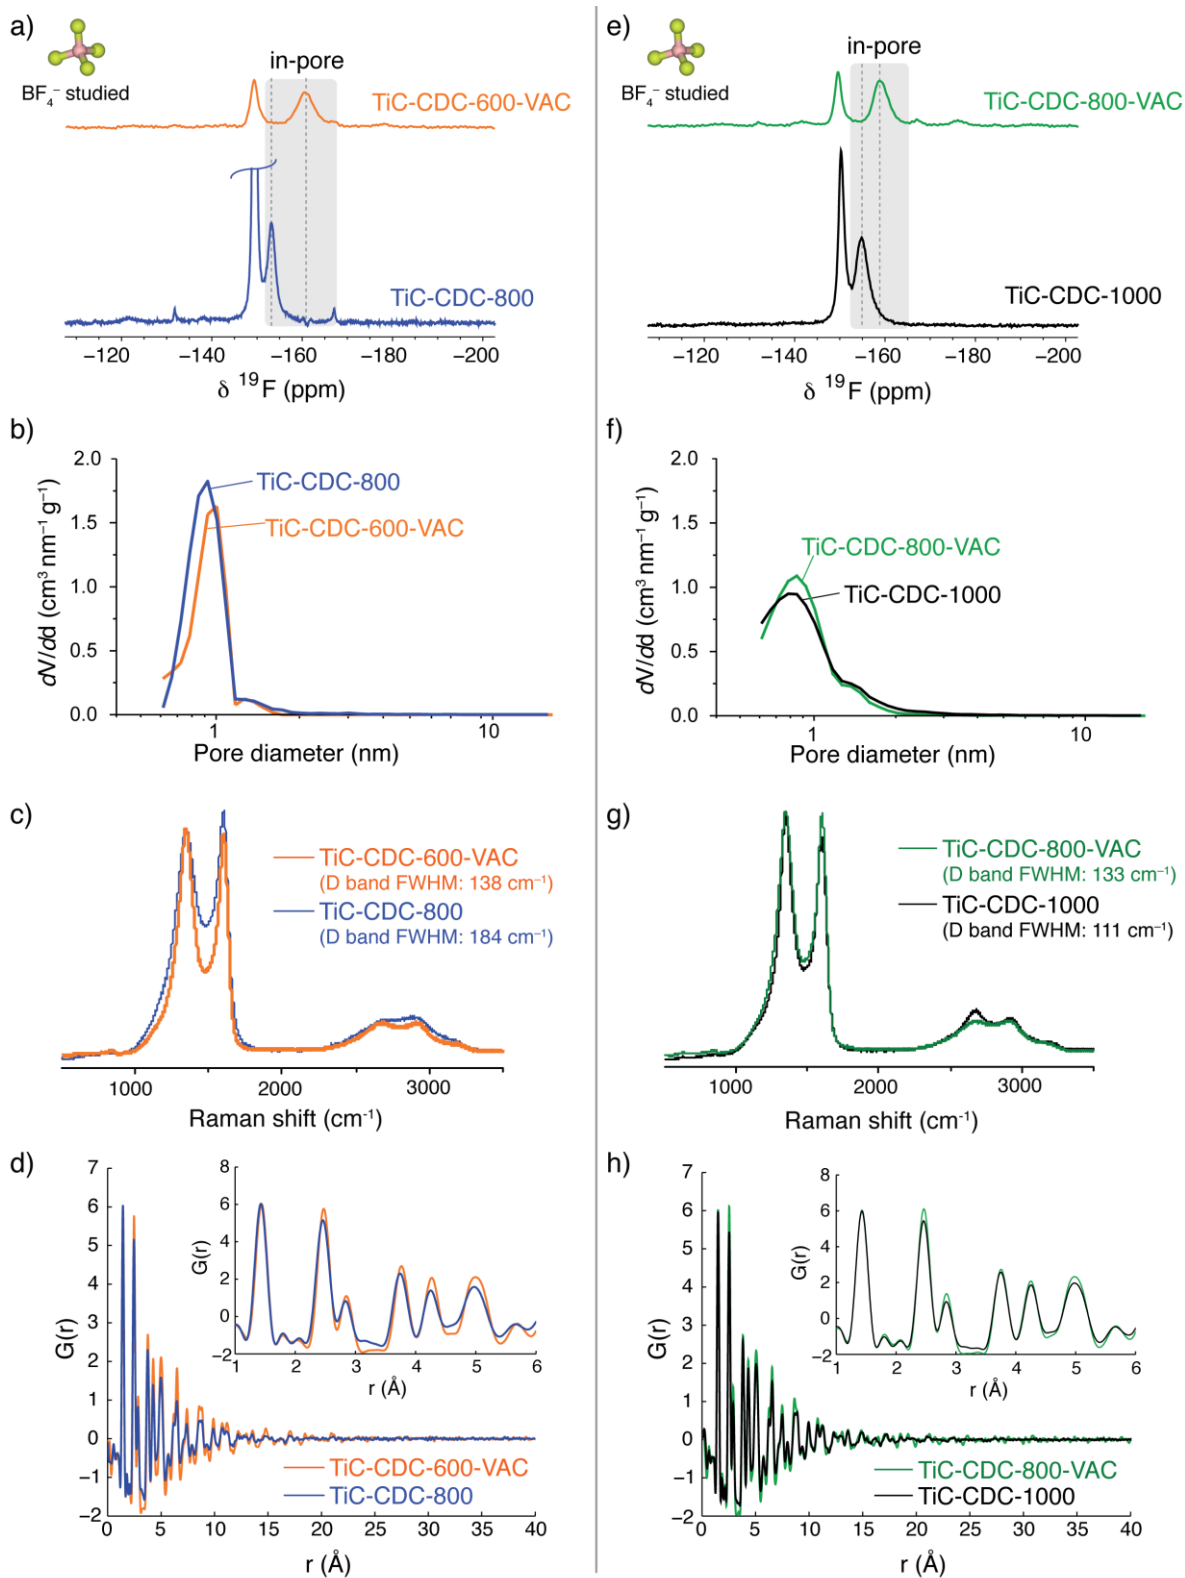 a)
in-pore
BF₄⁻ studied
TiC-CDC-600-VAC
TiC-CDC-800
−120 −140 −160 −180 −200
δ ¹⁹F (ppm)
e)
in-pore
BF₄⁻ studied
TiC-CDC-800-VAC
TiC-CDC-1000
−120 −140 −160 −180 −200
δ ¹⁹F (ppm)
b)
2.0
1.5
1.0
0.5
0.0
dV/dd (cm³ nm⁻¹ g⁻¹)
TiC-CDC-800
TiC-CDC-600-VAC
1 10
Pore diameter (nm)
f)
2.0
1.5
1.0
0.5
0.0
dV/dd (cm³ nm⁻¹ g⁻¹)
TiC-CDC-800-VAC
TiC-CDC-1000
1 10
Pore diameter (nm)
c)
TiC-CDC-600-VAC
(D band FWHM: 138 cm⁻¹)
TiC-CDC-800
(D band FWHM: 184 cm⁻¹)
1000 2000 3000
Raman shift (cm⁻¹)
g)
TiC-CDC-800-VAC
(D band FWHM: 133 cm⁻¹)
TiC-CDC-1000
(D band FWHM: 111 cm⁻¹)
1000 2000 3000
Raman shift (cm⁻¹)
d)
7
6
5
4
3
2
1
0
−1
−2
G(r)
8
6
4
2
0
−2
G(r)
1 2 3 4 5 6
r (Å)
TiC-CDC-600-VAC
TiC-CDC-800
0 5 10 15 20 25 30 35 40
r (Å)
h)
7
6
5
4
3
2
1
0
−1
−2
G(r)
8
6
4
2
0
−2
G(r)
1 2 3 4 5 6
r (Å)
TiC-CDC-800-VAC
TiC-CDC-1000
0 5 10 15 20 25 30 35 40
r (Å)